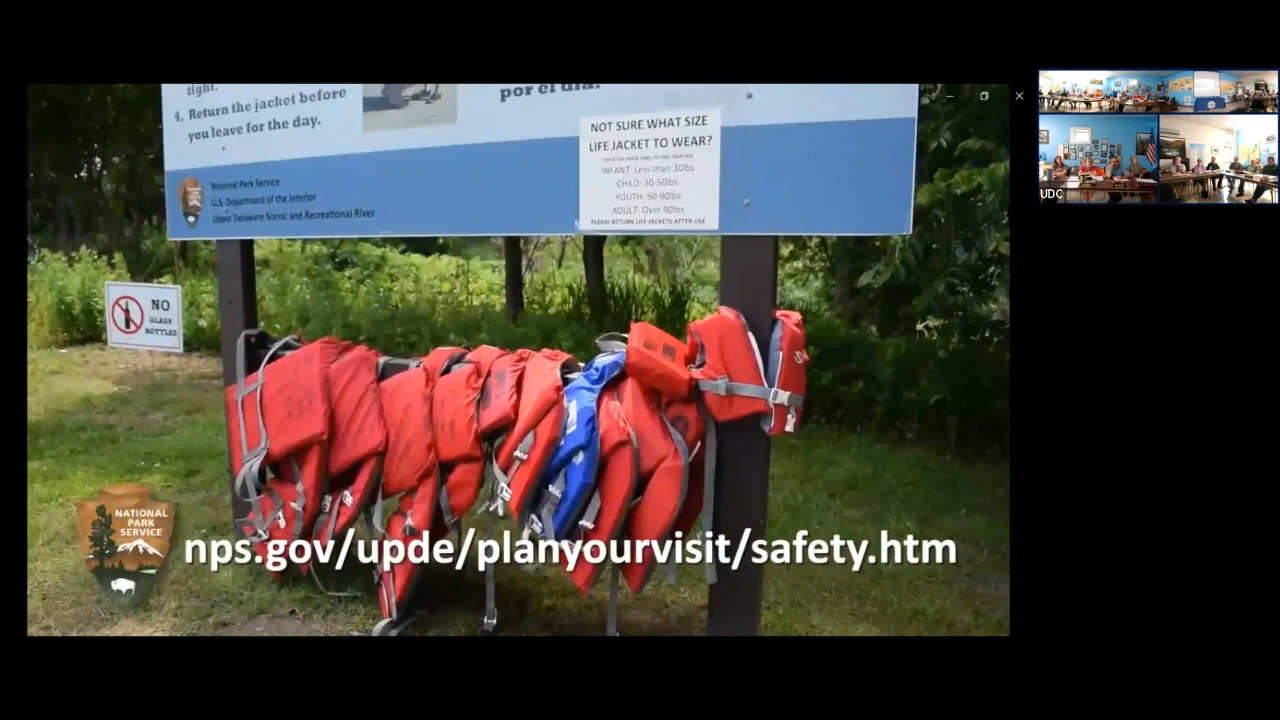 tight.
4. Return the jacket before
you leave for the day.
por el día.
NOT SURE WHAT SIZE
LIFE JACKET TO WEAR?
INFANT: Less than 30lbs
CHILD: 30-50lbs
YOUTH: 50-90lbs
ADULT: Over 90lbs
PLEASE RETURN LIFE JACKETS AFTER USE
National Park Service
U.S. Department of the Interior
Upper Delaware Scenic and Recreational River
NO
GLASS
BOTTLES
NATIONAL
PARK
SERVICE
nps.gov/upde/planyourvisit/safety.htm
UDC